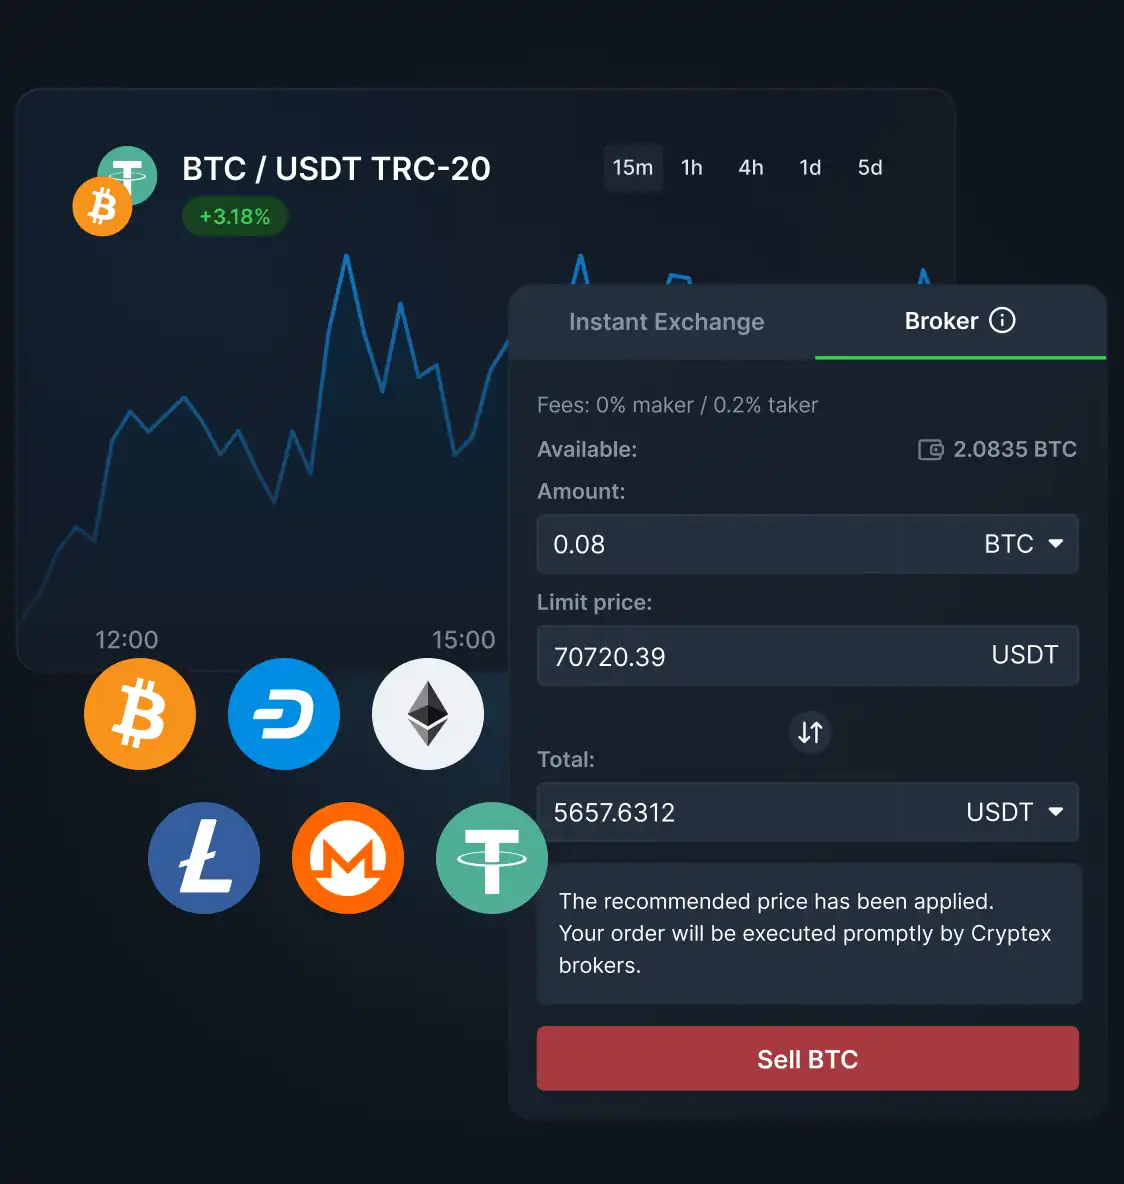 BTC / USDT TRC-20
+3.18%
15m 1h 4h 1d 5d
12:00 15:00
Instant Exchange
Broker
Fees: 0% maker / 0.2% taker
Available: 2.0835 BTC
Amount:
0.08 BTC
Limit price:
70720.39 USDT
Total:
5657.6312 USDT
The recommended price has been applied.
Your order will be executed promptly by Cryptex
brokers.
Sell BTC